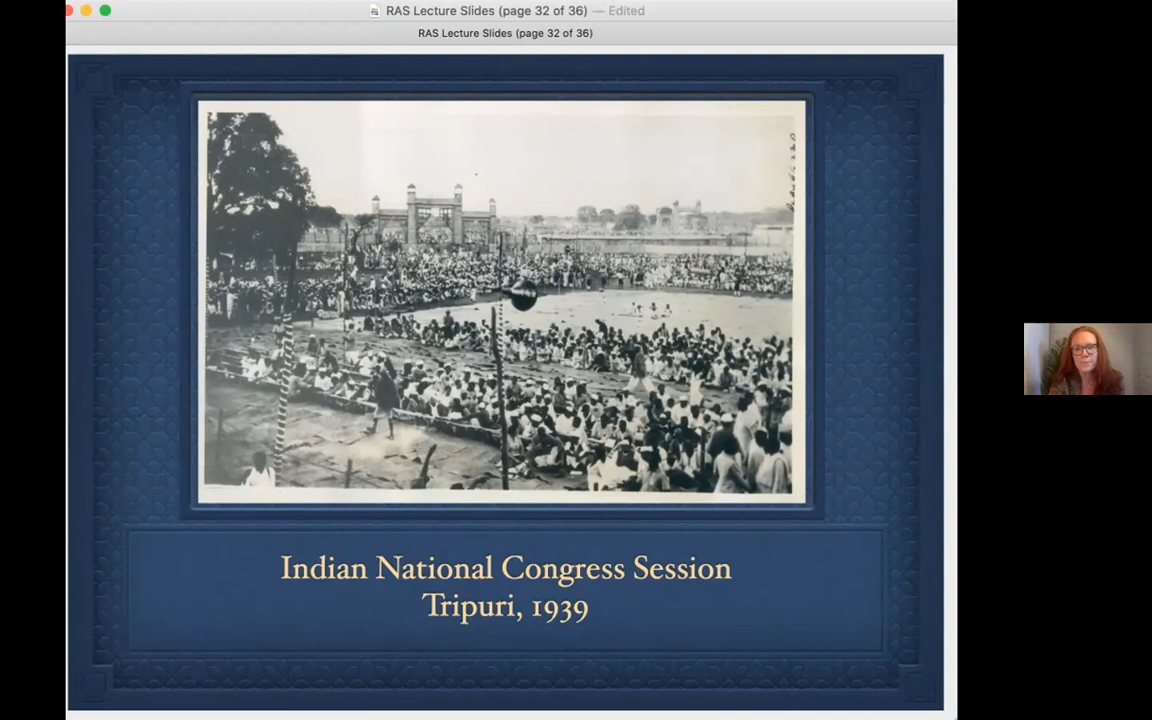 RAS Lecture Slides (page 32 of 36) — Edited
RAS Lecture Slides (page 32 of 36)
Indian National Congress Session
Tripuri, 1939